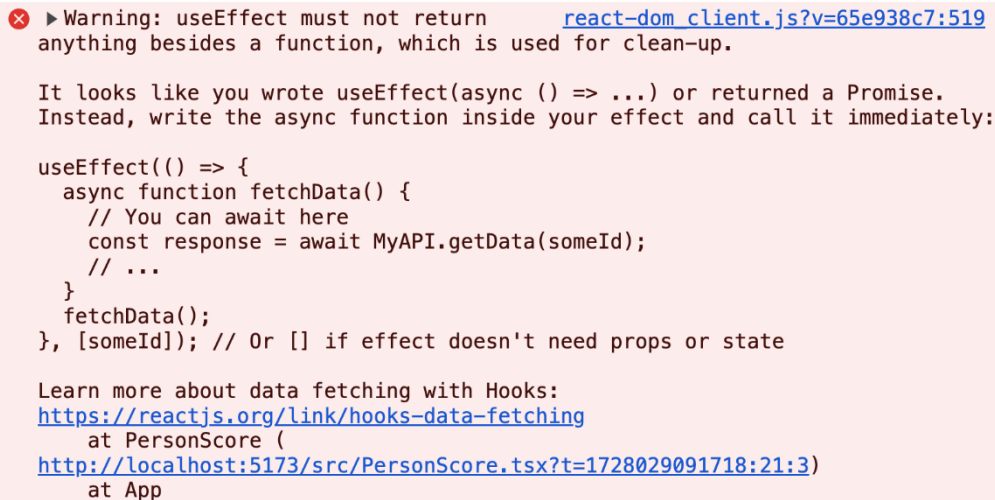 Warning: useEffect must not return react-dom_client.js?v=65e938c7:519
anything besides a function, which is used for clean-up.
It looks like you wrote useEffect(async () => ...) or returned a Promise.
Instead, write the async function inside your effect and call it immediately:
useEffect(() => {
  async function fetchData() {
    // You can await here
    const response = await MyAPI.getData(someId);
    // ...
  }
  fetchData();
}, [someId]); // Or [] if effect doesn't need props or state
Learn more about data fetching with Hooks:
https://reactjs.org/link/hooks-data-fetching
    at PersonScore (
http://localhost:5173/src/PersonScore.tsx?t=1728029091718:21:3)
    at App